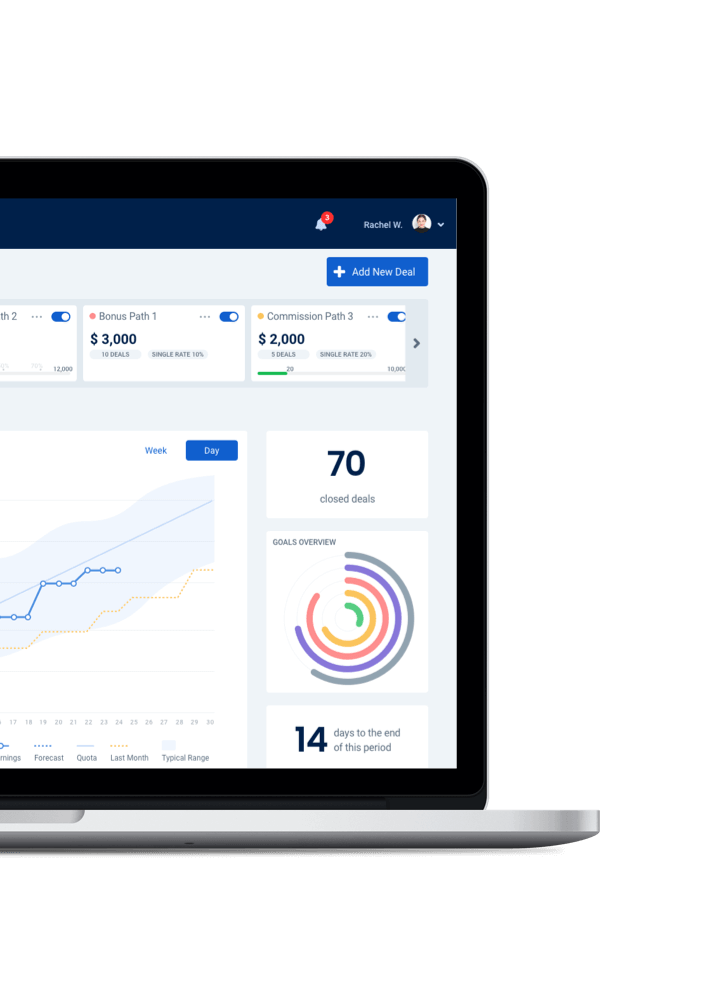 3
Rachel W.
Add New Deal
th 2
Bonus Path 1
Commission Path 3
$ 3,000
$ 2,000
10 DEALS
SINGLE RATE 10%
5 DEALS
SINGLE RATE 20%
12,000
20
10,000
Week
Day
70
closed deals
GOALS OVERVIEW
17 18 19 20 21 22 23 24 25 26 27 28 29 30
14
days to the end
of this period
rnings
Forecast
Quota
Last Month
Typical Range